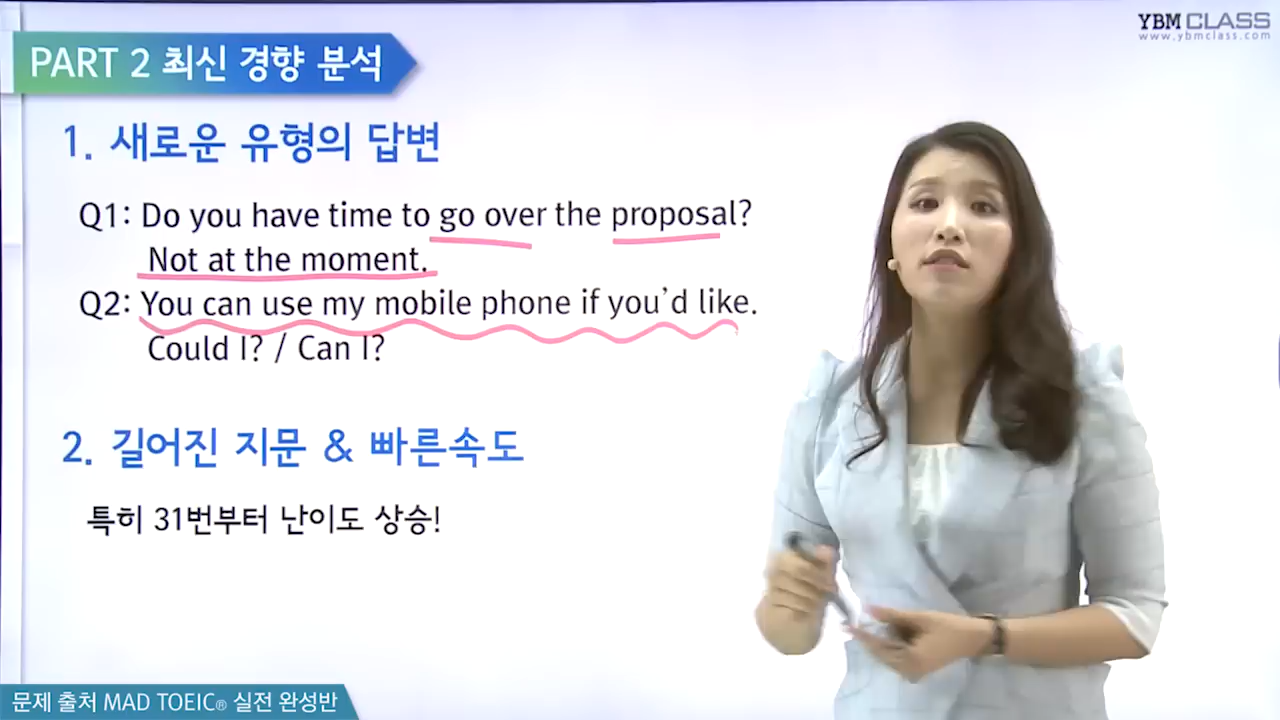 YBM CLASS
www.ybmclass.com
PART 2 최신 경향 분석
1. 새로운 유형의 답변
Q1: Do you have time to go over the proposal?
Not at the moment.
Q2: You can use my mobile phone if you'd like.
Could I? / Can I?
2. 길어진 지문 & 빠른속도
특히 31번부터 난이도 상승!
문제 출처 MAD TOEIC® 실전 완성반